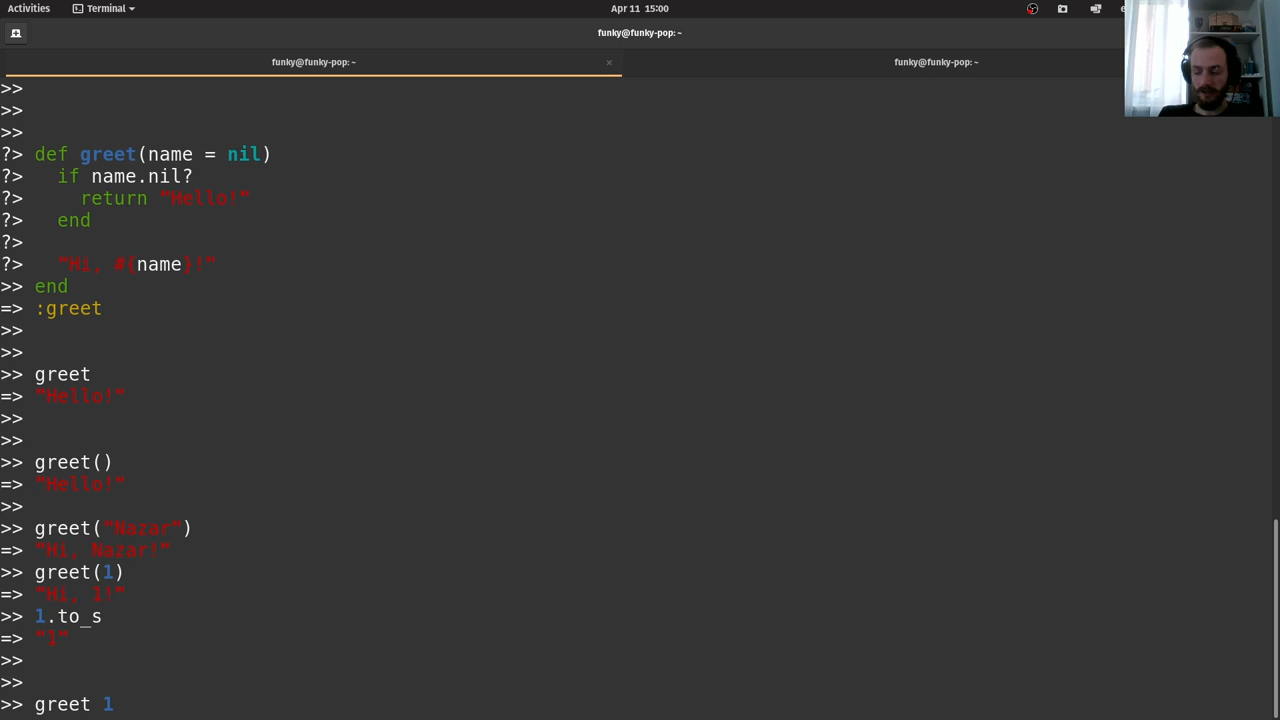 Activities Terminal Apr 11 15:00
funky@funky-pop: ~
funky@funky-pop: ~ × funky@funky-pop: ~
>>
>>
>>
?> def greet(name = nil)
?>   if name.nil?
?>     return "Hello!"
?>   end
?>
?>   "Hi, #{name}!"
>> end
=> :greet
>>
>>
>> greet
=> "Hello!"
>>
>>
>> greet()
=> "Hello!"
>>
>> greet("Nazar")
=> "Hi, Nazar!"
>> greet(1)
=> "Hi, 1!"
>> 1.to_s
=> "1"
>>
>>
>> greet 1